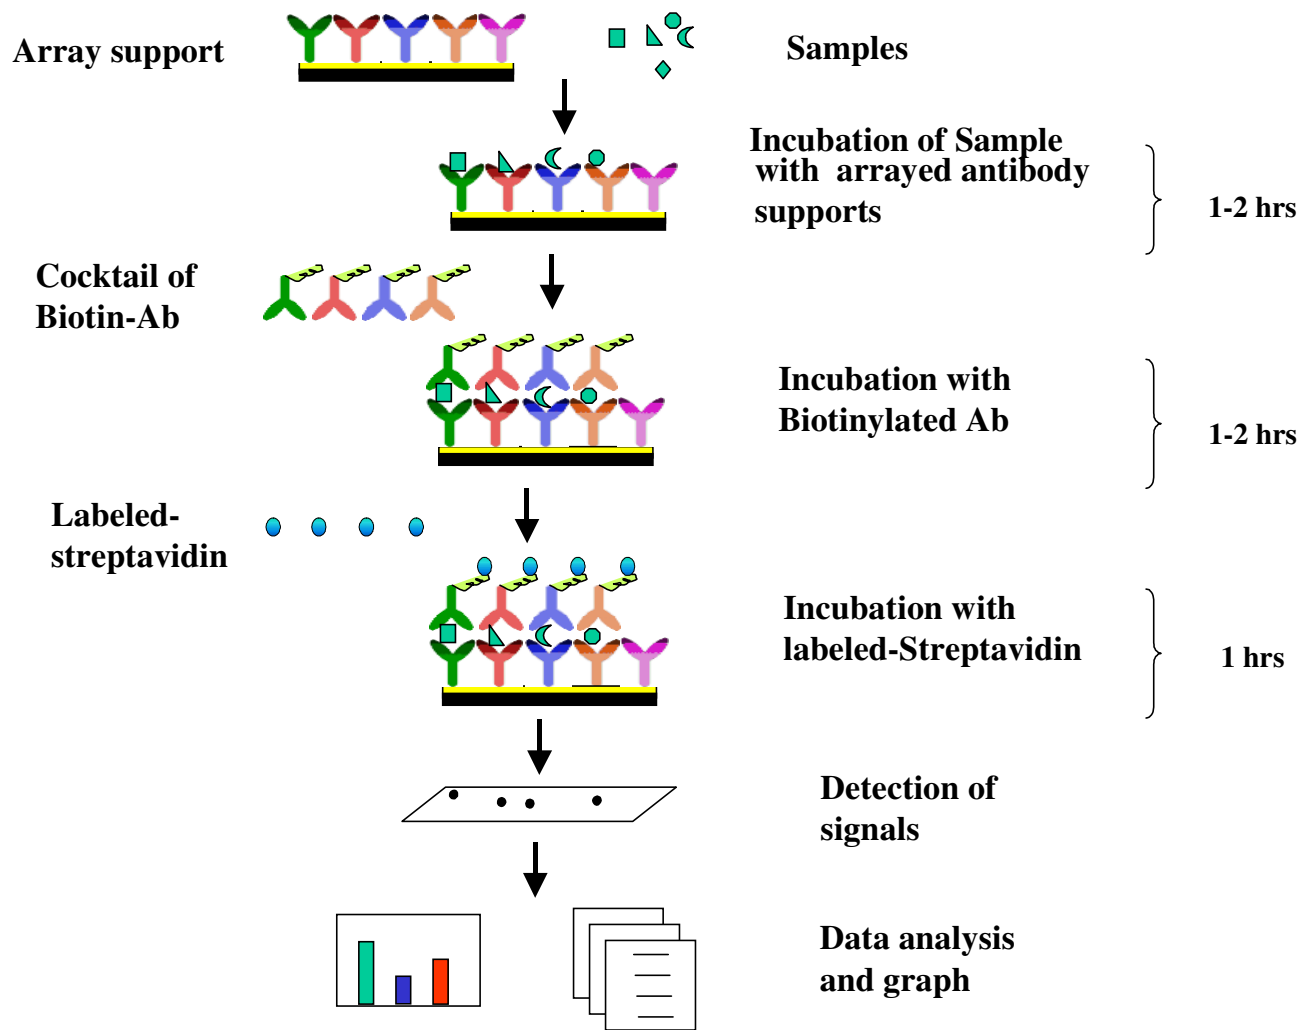 Array support
Samples
Incubation of Sample
with arrayed antibody
supports
1-2 hrs
Cocktail of
Biotin-Ab
Incubation with
Biotinylated Ab
1-2 hrs
Labeled-
streptavidin
Incubation with
labeled-Streptavidin
1 hrs
Detection of
signals
Data analysis
and graph